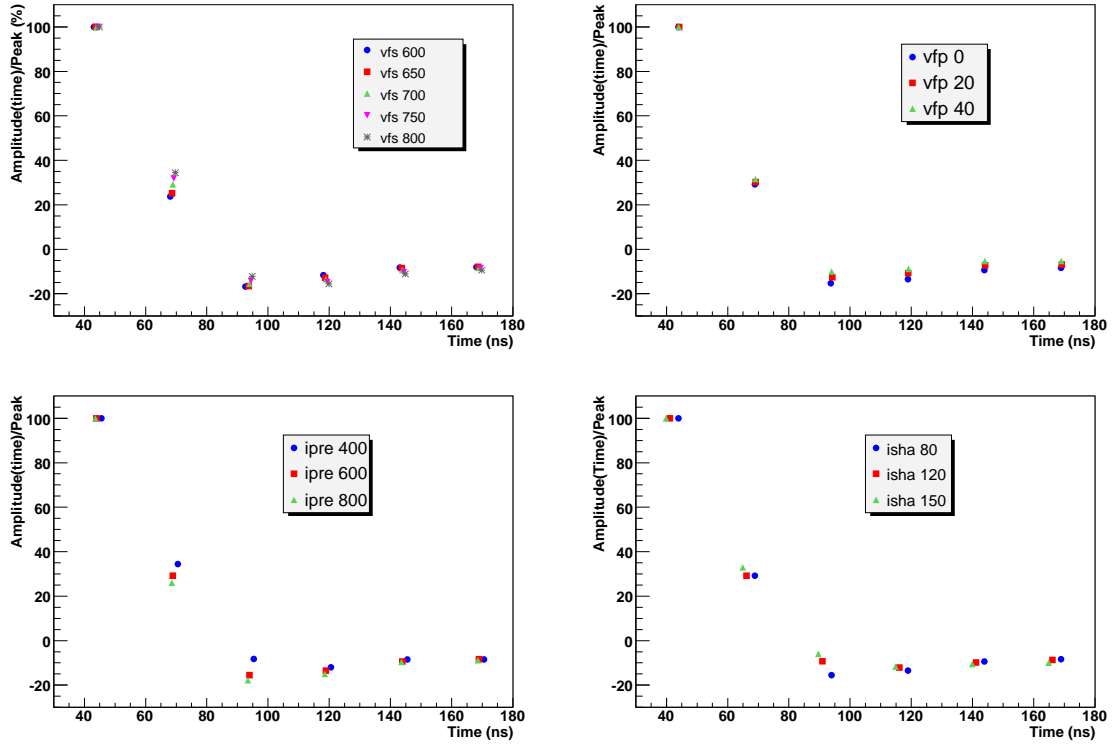 Amplitude(time)/Peak (%)
100
80
60
40
20
0
-20
vfs 600
vfs 650
vfs 700
vfs 750
vfs 800
40 60 80 100 120 140 160 180
Time (ns)
Amplitude(time)/Peak
100
80
60
40
20
0
-20
vfp 0
vfp 20
vfp 40
40 60 80 100 120 140 160 180
Time (ns)
Amplitude(time)/Peak
100
80
60
40
20
0
-20
ipre 400
ipre 600
ipre 800
40 60 80 100 120 140 160 180
Time (ns)
Amplitude(Time)/Peak
100
80
60
40
20
0
-20
isha 80
isha 120
isha 150
40 60 80 100 120 140 160 180
Time (ns)